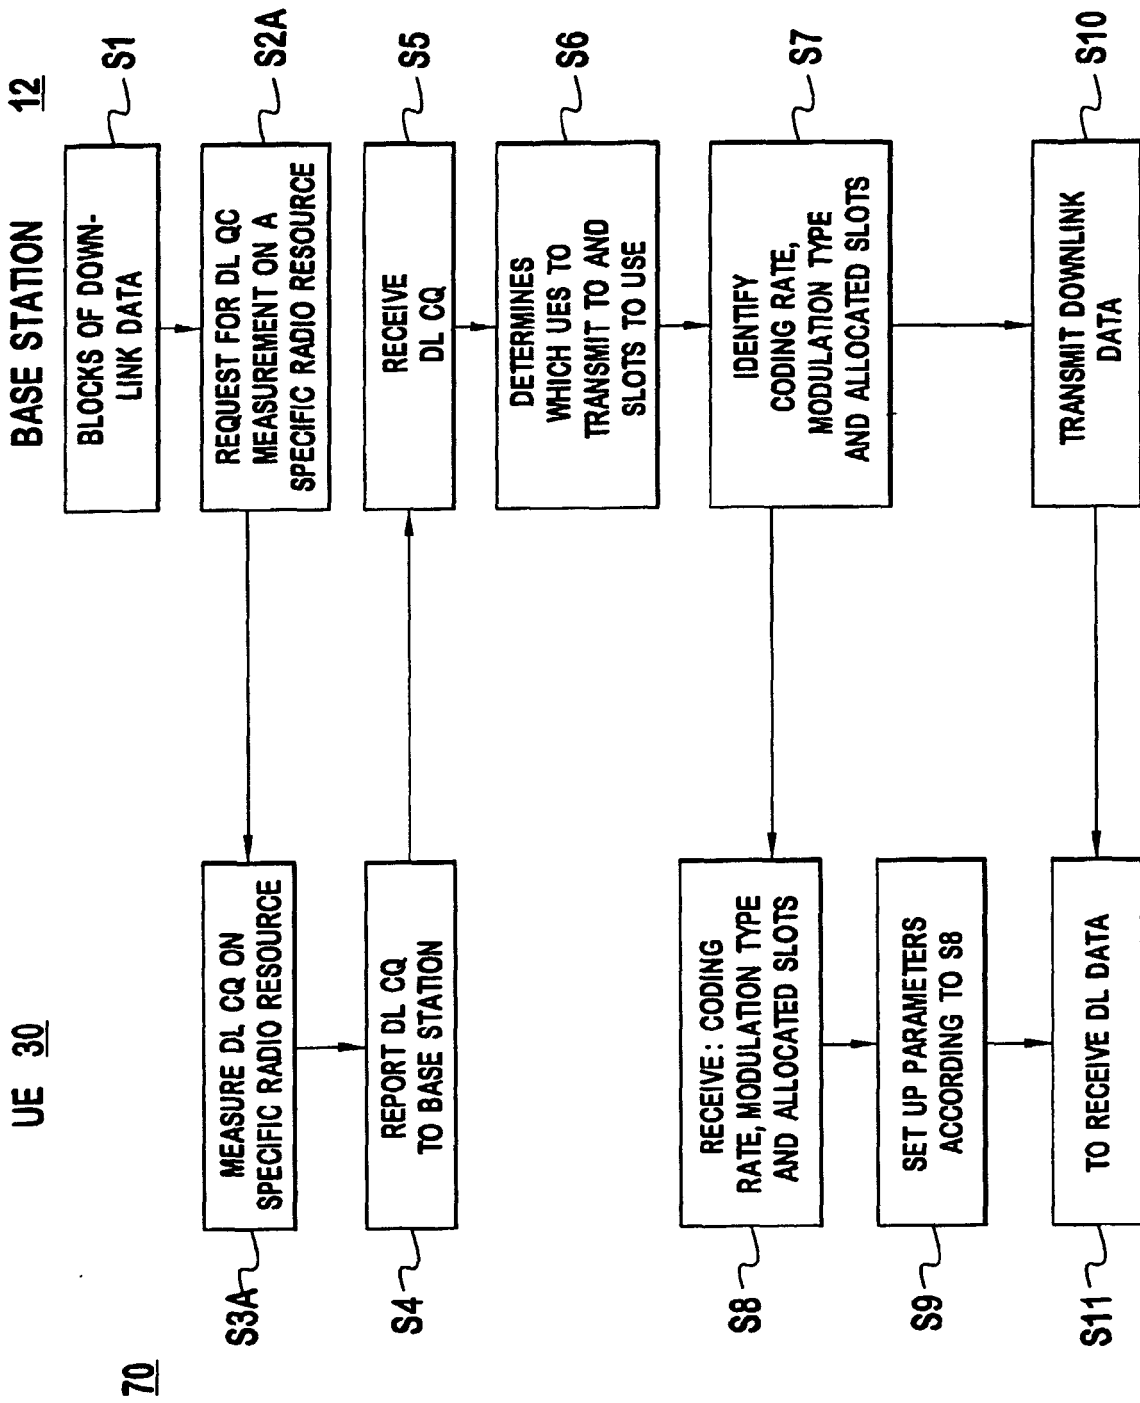 UE 30
BASE STATION 12
70
BLOCKS OF DOWN-
LINK DATA
S1
REQUEST FOR DL QC
MEASUREMENT ON A
SPECIFIC RADIO RESOURCE
S2A
S3A
MEASURE DL CQ ON
SPECIFIC RADIO RESOURCE
S4
REPORT DL CQ
TO BASE STATION
RECEIVE
DL CQ
S5
DETERMINES
WHICH UES TO
TRANSMIT TO AND
SLOTS TO USE
S6
IDENTIFY
CODING RATE,
MODULATION TYPE
AND ALLOCATED SLOTS
S7
S8
RECEIVE: CODING
RATE, MODULATION TYPE
AND ALLOCATED SLOTS
S9
SET UP PARAMETERS
ACCORDING TO S8
TRANSMIT DOWNLINK
DATA
S10
S11
TO RECEIVE DL DATA